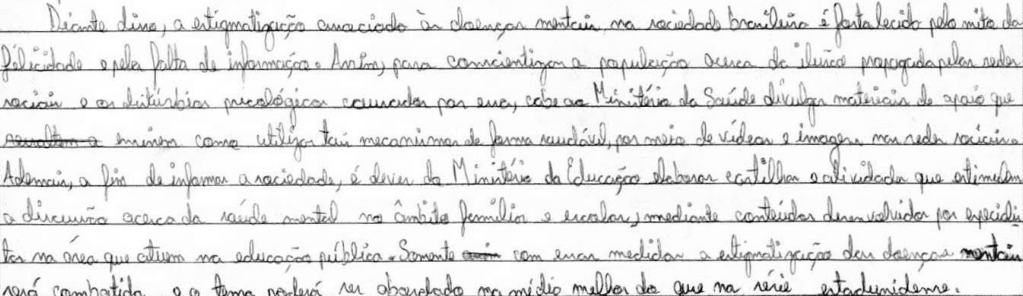 Diante disso, a estigmatização associada às doenças mentais na sociedade brasileira é fortalecida pelo mito da
felicidade e pela falta de informação. Assim, para conscientizar a população acerca da ilusão propagada pelas redes
sociais e os distúrbios psicológicos causados por essa, cabe ao Ministério da Saúde divulgar materiais de apoio que
ensinem como utilizar tais mecanismos de forma saudável, por meio de vídeos e imagens nas redes sociais.
Ademais, a fim de informar a sociedade, é dever do Ministério da Educação elaborar cartilhas e atividades que estimulem
a discussão acerca da saúde mental no âmbito familiar e escolar, mediante conteúdos desenvolvidos por especialis-
tas na área que atuem na educação pública. Somente com essas medidas a estigmatização das doenças mentais
será combatida e o tema poderá ser abordado na mídia melhor do que na série estadunidense.